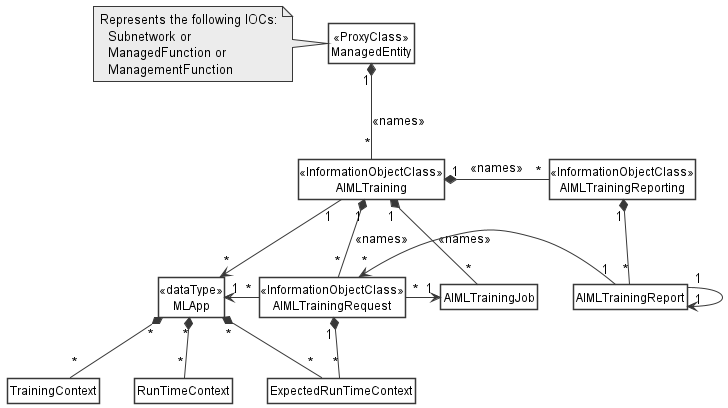 Represents the following IOCs:
Subnetwork or
ManagedFunction or
ManagementFunction
«ProxyClass»
ManagedEntity
1
«names»
*
«InformationObjectClass»
AIMLTraining
1 «names» *
«InformationObjectClass»
AIMLTrainingReporting
1 1 1 1
«names» «names»
* * * * 1 * 1
«dataType»
MLApp
1 *
«InformationObjectClass»
AIMLTrainingRequest
* 1
AIMLTrainingJob
AIMLTrainingReport
1
* * * 1
* * * *
TrainingContext
RunTimeContext
ExpectedRunTimeContext